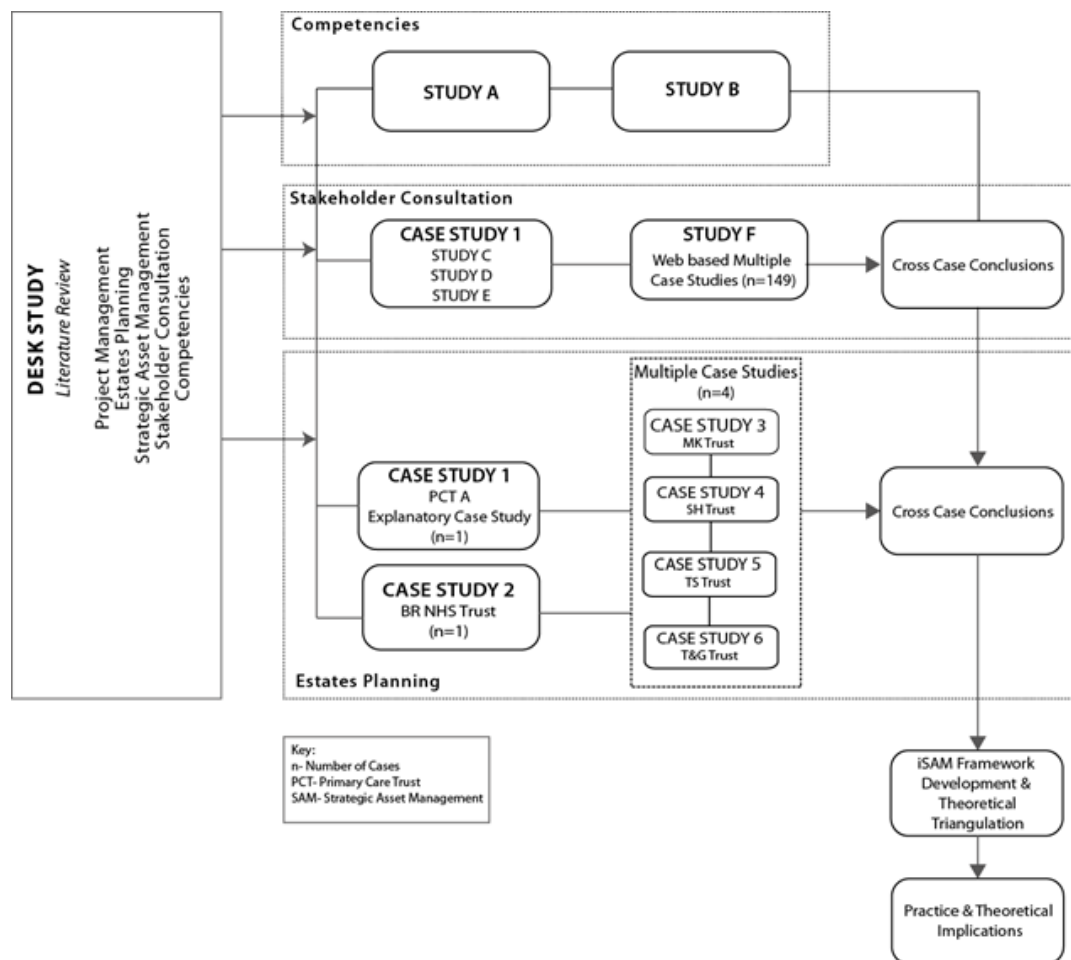 DESK STUDY
Literature Review
Project Management
Estates Planning
Strategic Asset Management
Stakeholder Consultation
Competencies
Competencies
STUDY A
STUDY B
Stakeholder Consultation
CASE STUDY 1
STUDY C
STUDY D
STUDY E
STUDY F
Web based Multiple
Case Studies (n=149)
Cross Case Conclusions
Multiple Case Studies
(n=4)
CASE STUDY 3
MK Trust
CASE STUDY 4
SH Trust
CASE STUDY 5
TS Trust
CASE STUDY 6
T&G Trust
CASE STUDY 1
PCT A
Explanatory Case Study
(n=1)
CASE STUDY 2
BR NHS Trust
(n=1)
Cross Case Conclusions
Estates Planning
Key:
n- Number of Cases
PCT- Primary Care Trust
SAM- Strategic Asset Management
iSAM Framework
Development &
Theoretical
Triangulation
Practice & Theoretical
Implications